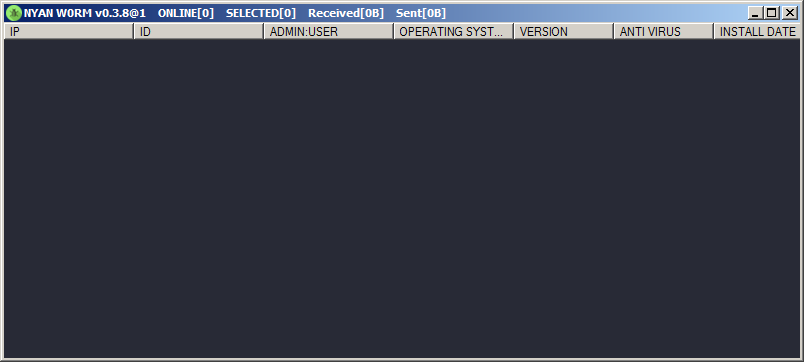 NYAN W0RM v0.3.8@1 ONLINE[0] SELECTED[0] Received[0B] Sent[0B]
IP ID ADMIN:USER OPERATING SYST... VERSION ANTI VIRUS INSTALL DATE